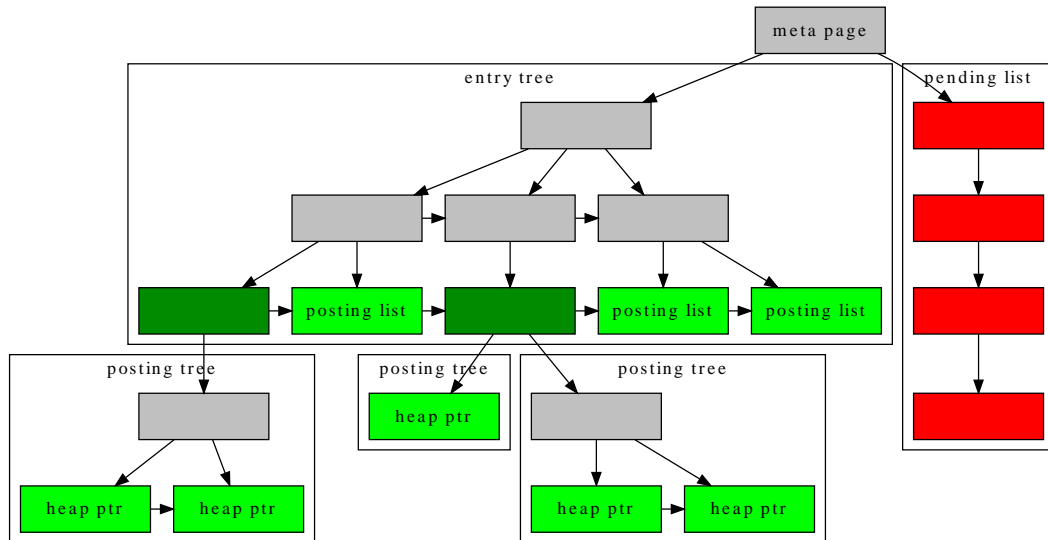 meta page
entry tree
pending list
posting list
posting list
posting list
posting tree
posting tree
posting tree
heap ptr
heap ptr
heap ptr
heap ptr
heap ptr